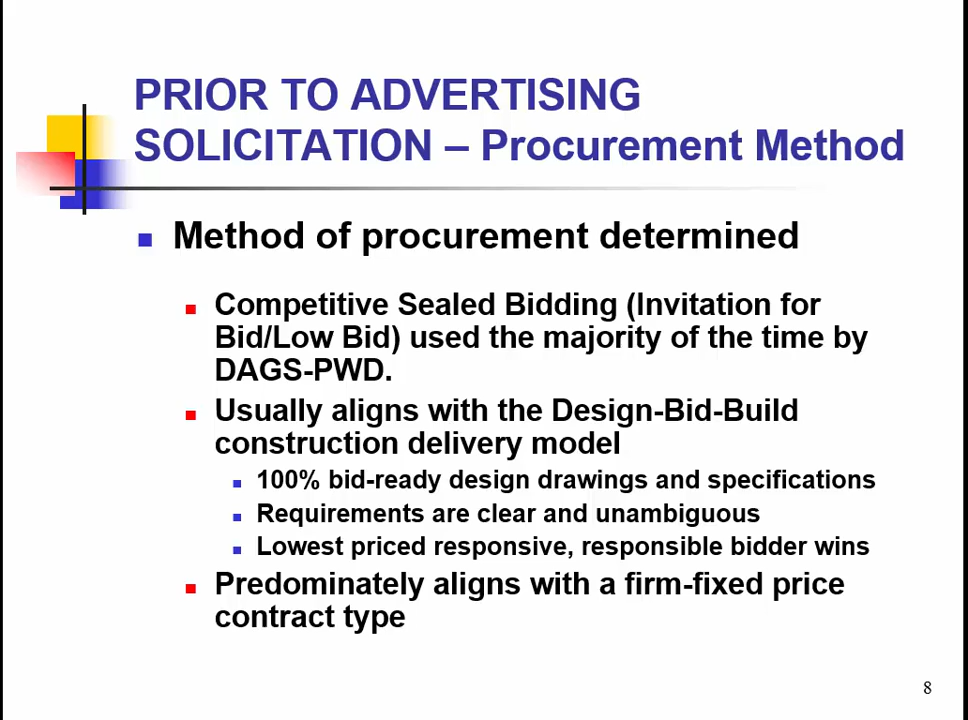 PRIOR TO ADVERTISING
SOLICITATION – Procurement Method
Method of procurement determined
Competitive Sealed Bidding (Invitation for
Bid/Low Bid) used the majority of the time by
DAGS-PWD.
Usually aligns with the Design-Bid-Build
construction delivery model
100% bid-ready design drawings and specifications
Requirements are clear and unambiguous
Lowest priced responsive, responsible bidder wins
Predominately aligns with a firm-fixed price
contract type
8